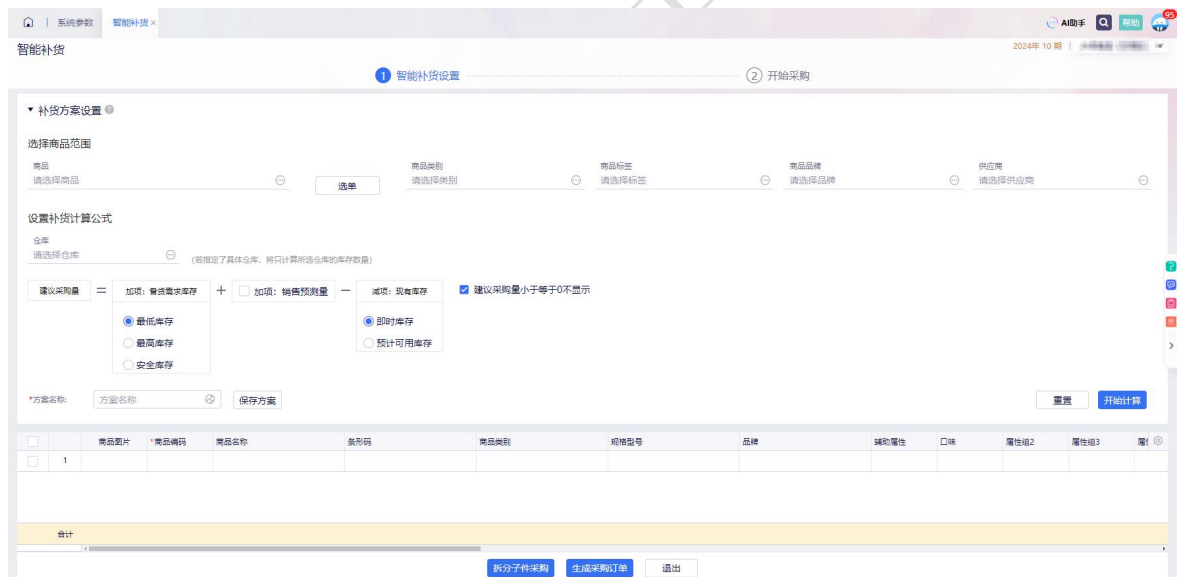 系统参数 智能补货 × AI助手 帮助 95
智能补货 2024年 10 期
1 智能补货设置 2 开始采购
补货方案设置
选择商品范围
商品 商品类别 商品标签 商品品牌 供应商
请选择商品 选单 请选择类别 请选择标签 请选择品牌 请选择供应商
设置补货计算公式
仓库
请选择仓库 (若指定了具体仓库，将只计算所选仓库的库存数量)
建议采购量 = 加项：备货需求库存 + 加项：销售预测量 - 减项：现有库存 建议采购量小于等于0不显示
最低库存 即时库存
最高库存 预计可用库存
安全库存
*方案名称: 方案名称 保存方案 重置 开始计算
商品图片 *商品编码 商品名称 条形码 商品类别 规格型号 品牌 辅助属性 口味 属性组2 属性组3
1
合计
拆分子件采购 生成采购订单 退出